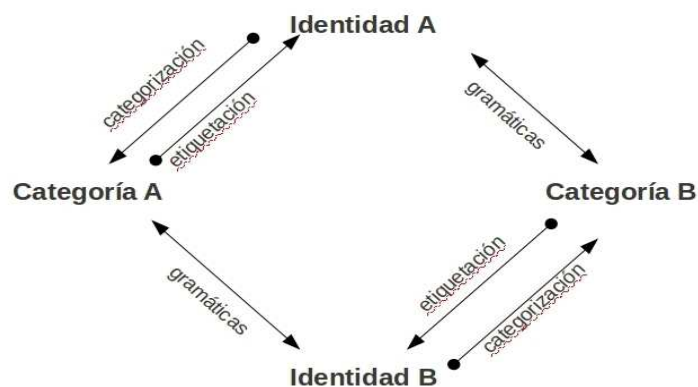 Identidad A
categorización
etiquetación
gramáticas
Categoría A
Categoría B
gramáticas
etiquetación
categorización
Identidad B